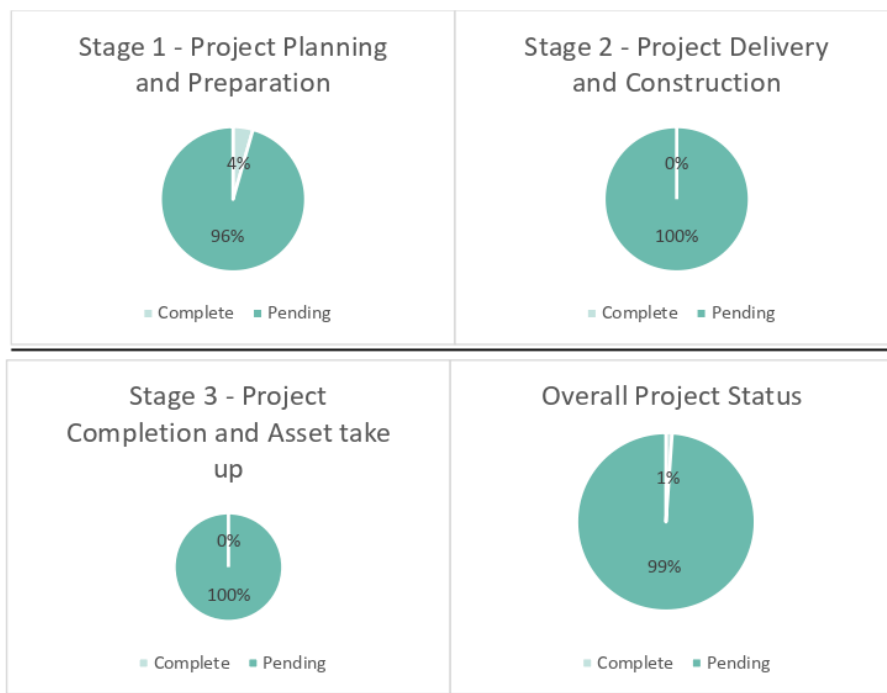 Stage 1 - Project Planning
and Preparation
4%
96%
Complete Pending
Stage 2 - Project Delivery
and Construction
0%
100%
Complete Pending
Stage 3 - Project
Completion and Asset take
up
0%
100%
Complete Pending
Overall Project Status
1%
99%
Complete Pending